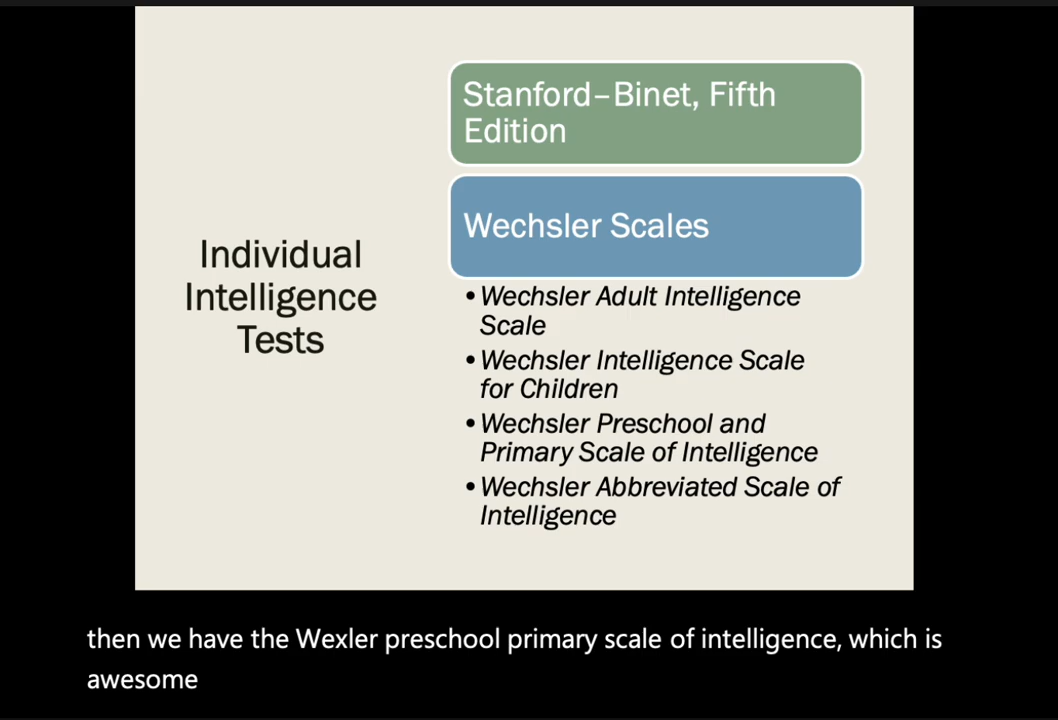 Individual
Intelligence
Tests
Stanford–Binet, Fifth
Edition
Wechsler Scales
•Wechsler Adult Intelligence
Scale
•Wechsler Intelligence Scale
for Children
•Wechsler Preschool and
Primary Scale of Intelligence
•Wechsler Abbreviated Scale of
Intelligence
then we have the Wexler preschool primary scale of intelligence, which is
awesome